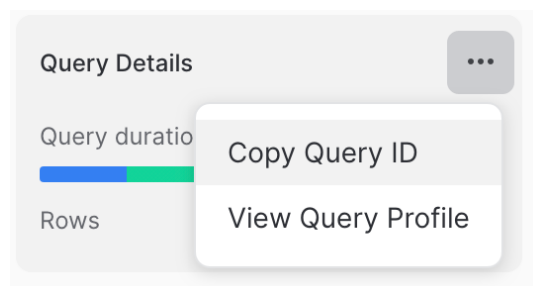 Query Details
•••
Query duratio
Copy Query ID
View Query Profile
Rows